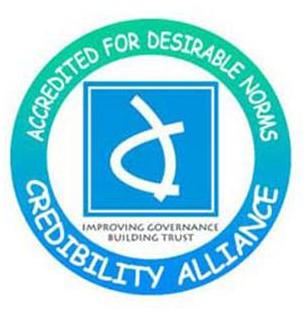 ACCREDITED FOR DESIRABLE NORMS
IMPROVING GOVERNANCE
BUILDING TRUST
CREDIBILITY ALLIANCE